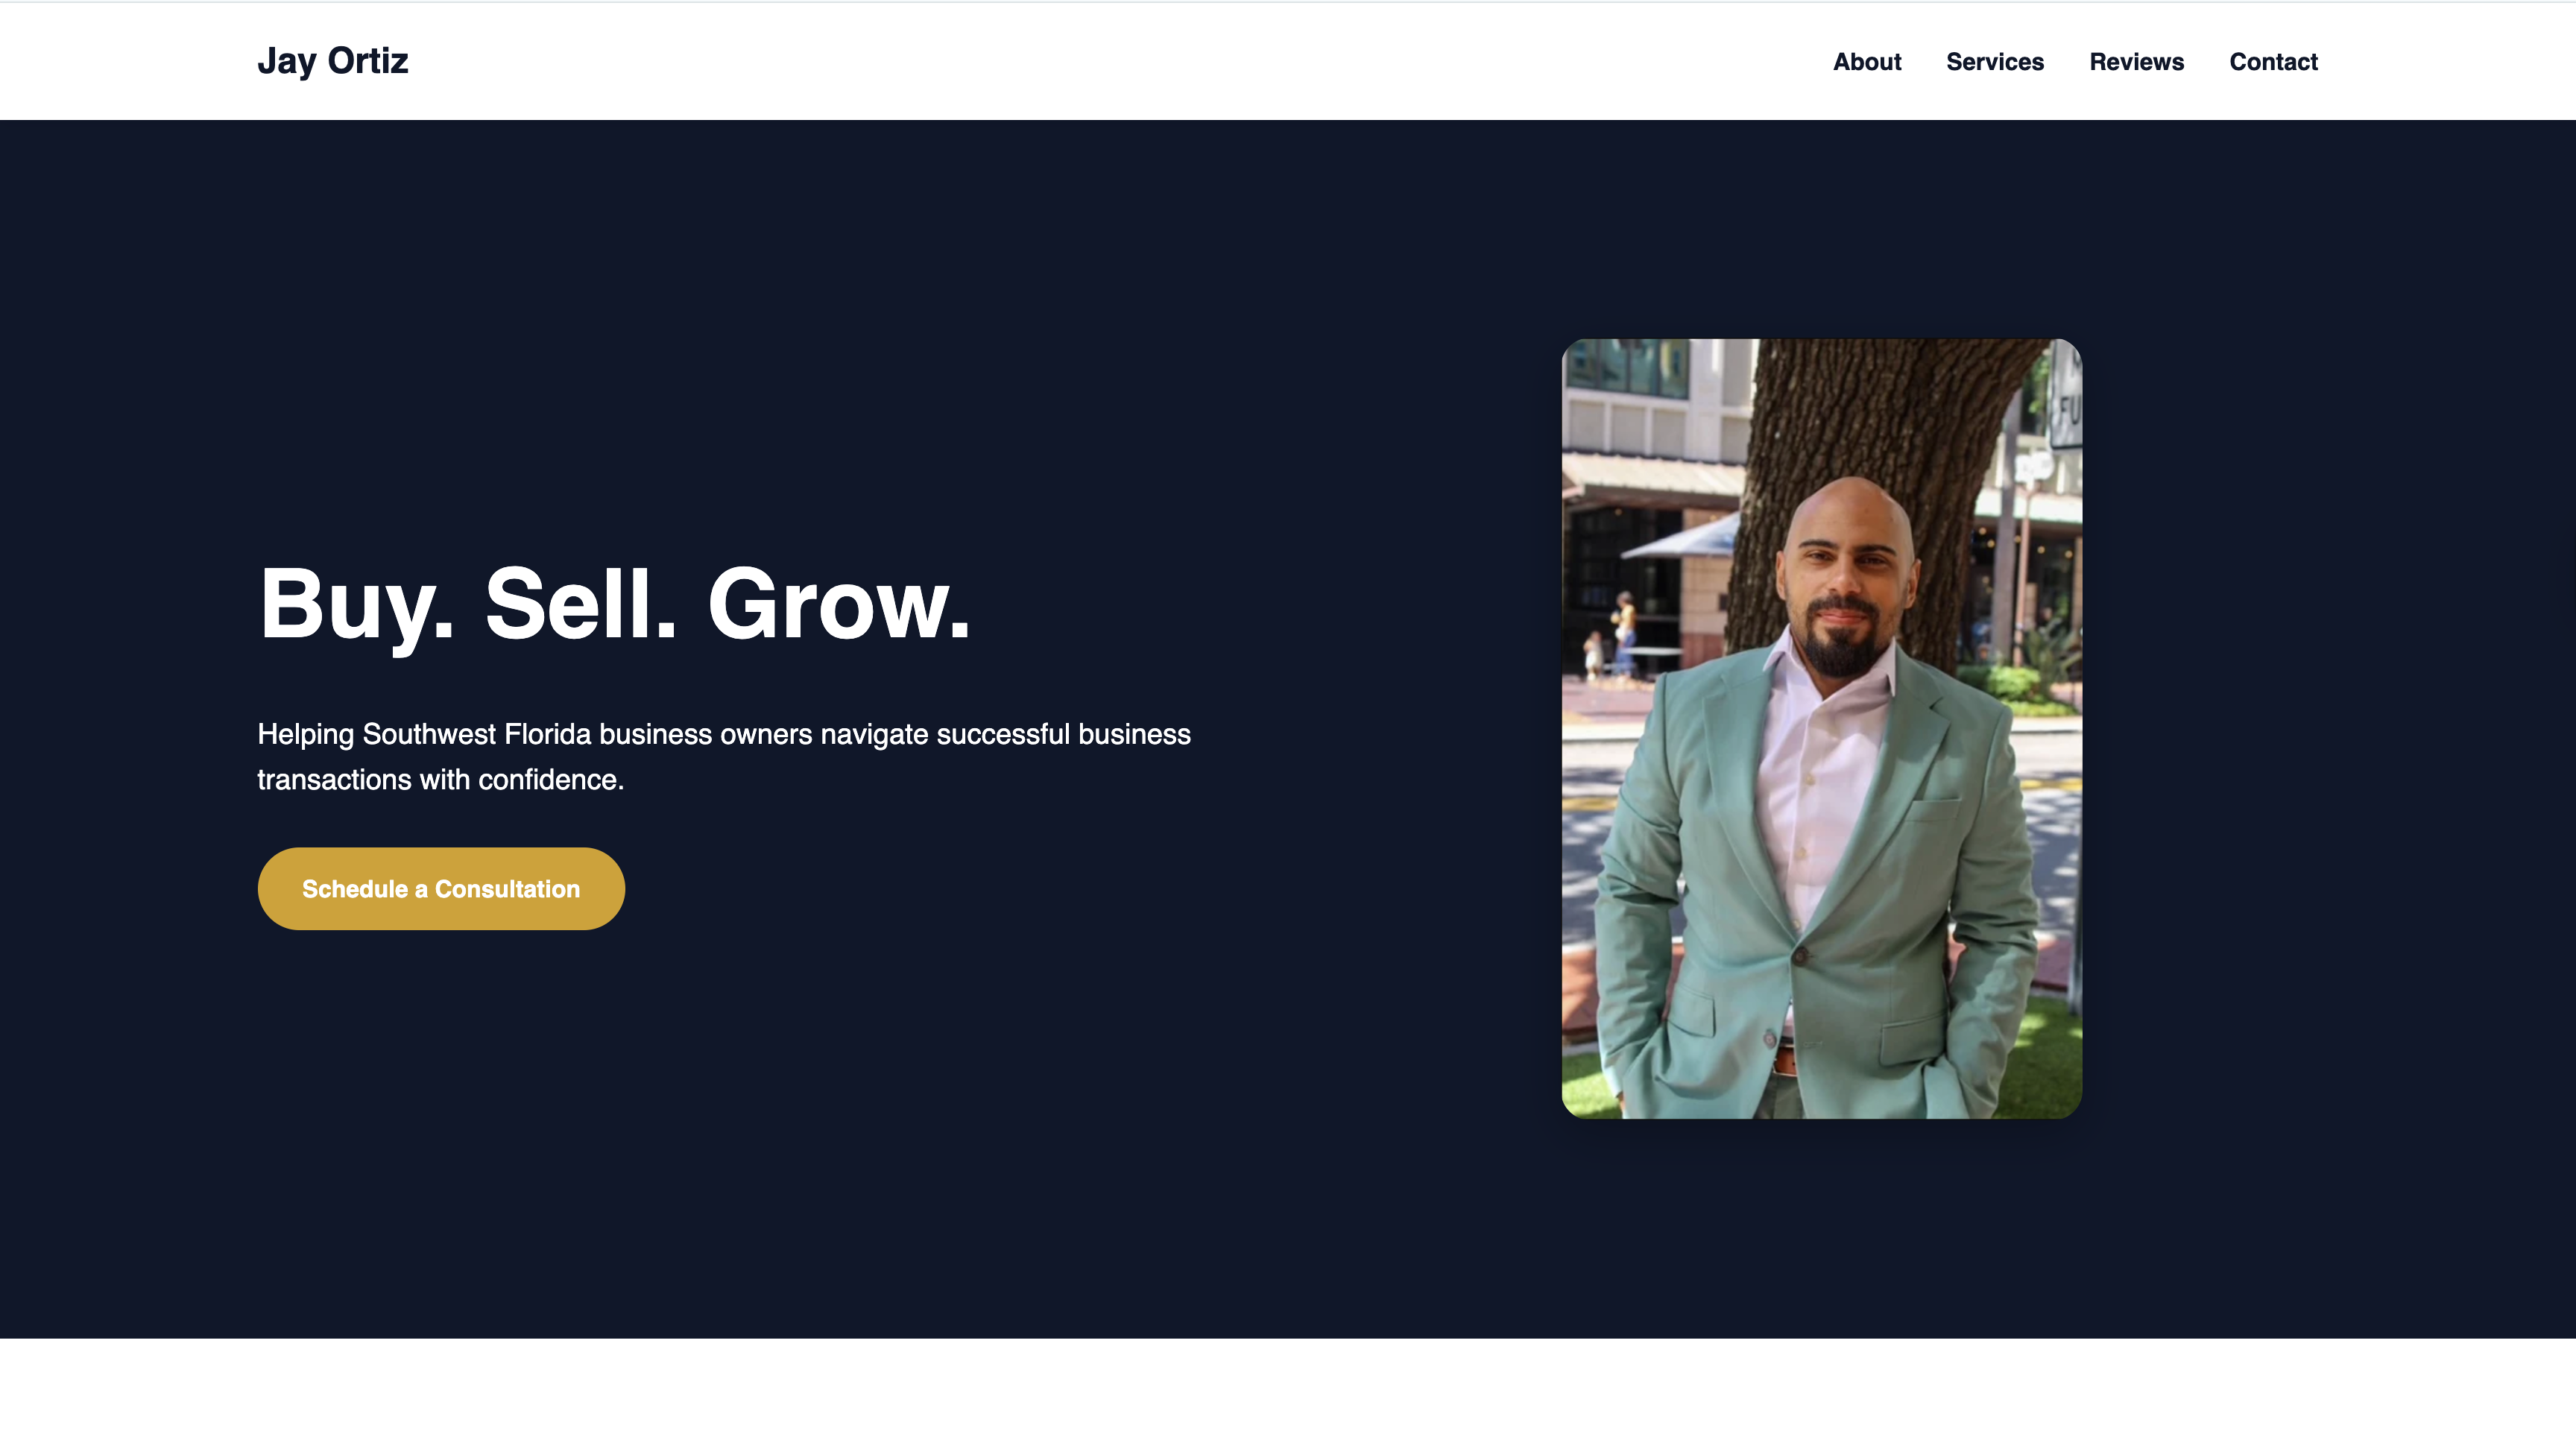 Jay Ortiz
About Services Reviews Contact
Buy. Sell. Grow.
Helping Southwest Florida business owners navigate successful business
transactions with confidence.
Schedule a Consultation